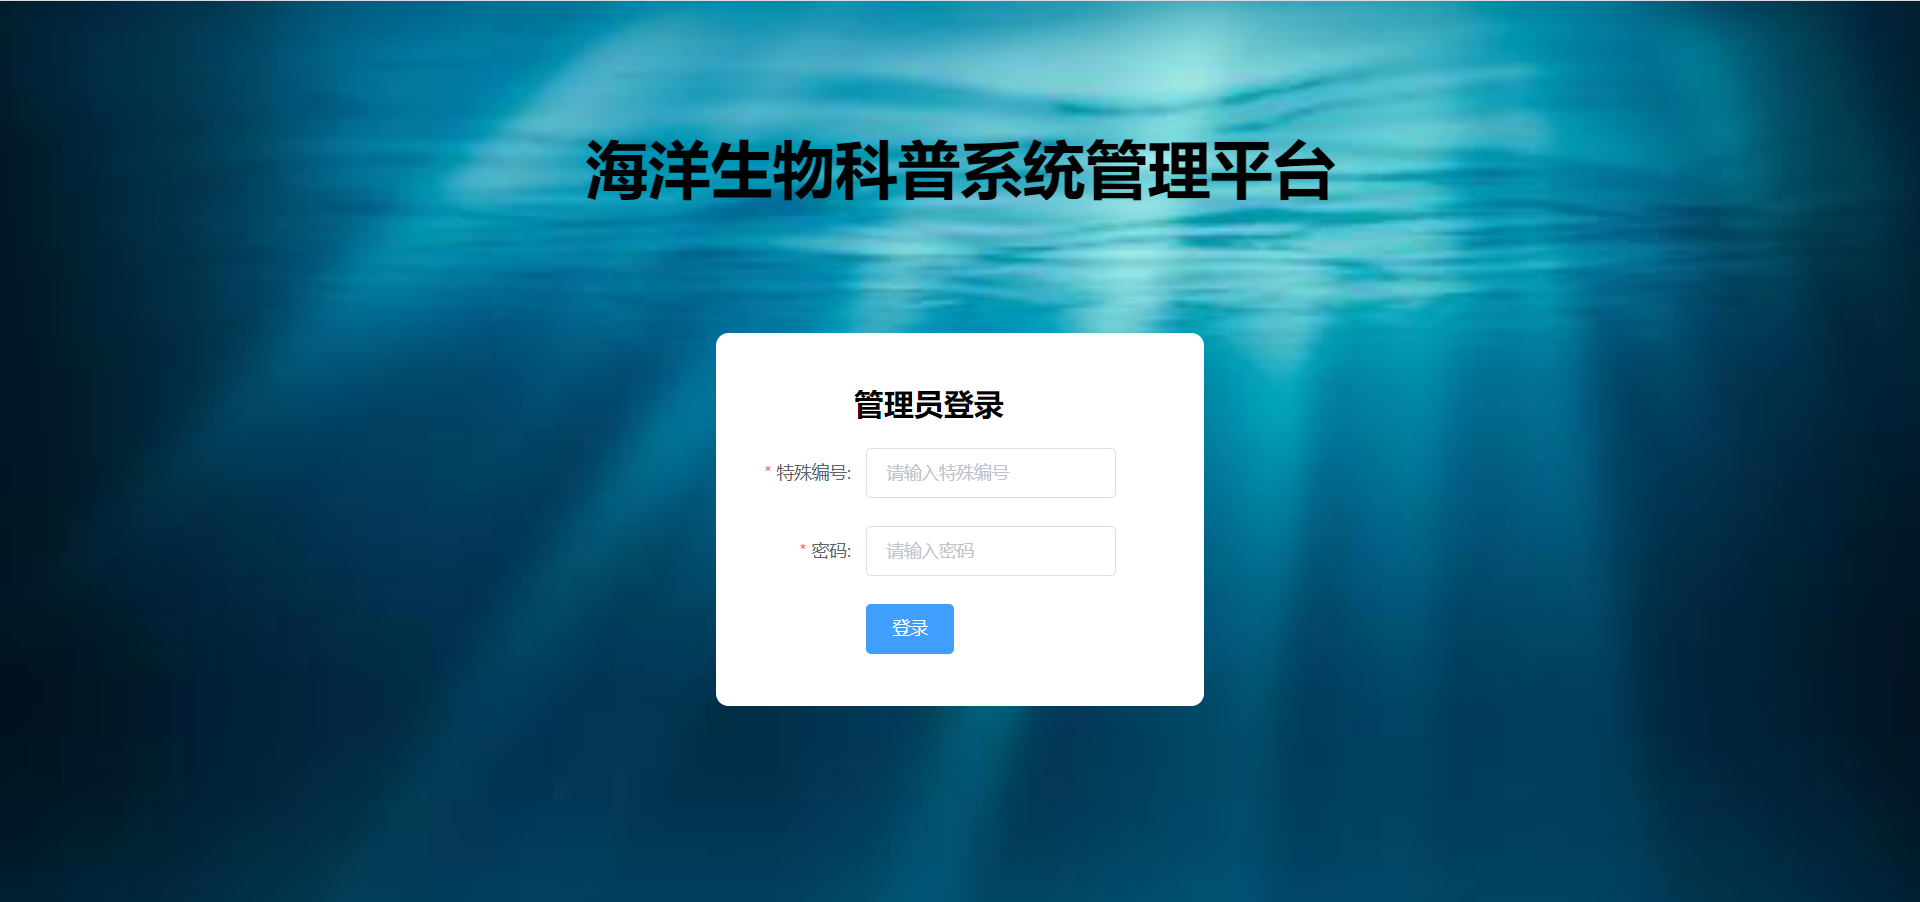 海洋生物科普系统管理平台
管理员登录
* 特殊编号: 请输入特殊编号
* 密码: 请输入密码
登录